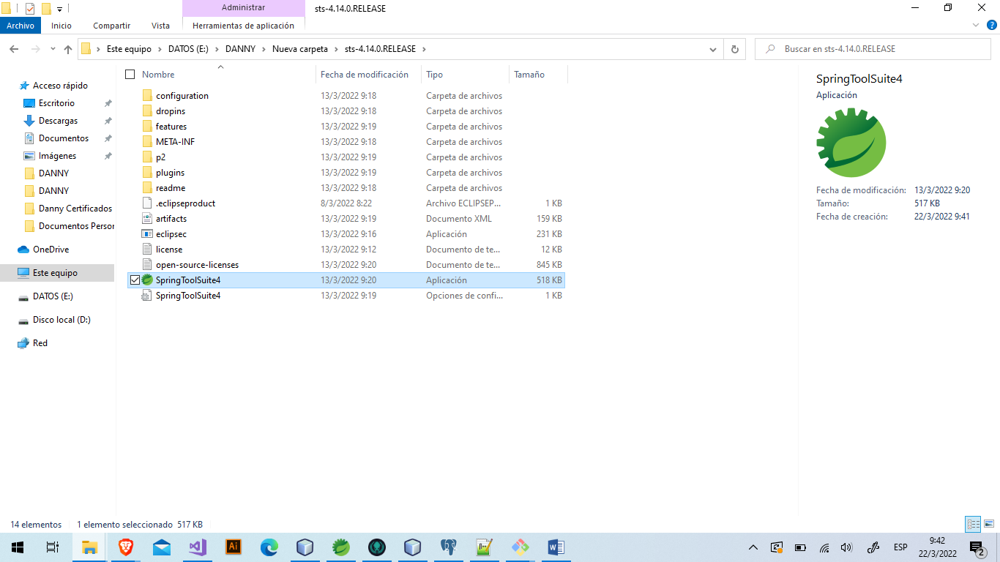 Administrar
sts-4.14.0.RELEASE
Archivo Inicio Compartir Vista Herramientas de aplicación
Este equipo DATOS (E:) DANNY Nueva carpeta sts-4.14.0.RELEASE
Buscar en sts-4.14.0.RELEASE
Acceso rápido
Escritorio
Descargas
Documentos
Imágenes
DANNY
DANNY
Danny Certificados
Documentos Persor
OneDrive
Este equipo
DATOS (E:)
Disco local (D:)
Red
Nombre Fecha de modificación Tipo Tamaño
configuration 13/3/2022 9:18 Carpeta de archivos
dropins 13/3/2022 9:18 Carpeta de archivos
features 13/3/2022 9:19 Carpeta de archivos
META-INF 13/3/2022 9:18 Carpeta de archivos
p2 13/3/2022 9:19 Carpeta de archivos
plugins 13/3/2022 9:19 Carpeta de archivos
readme 13/3/2022 9:18 Carpeta de archivos
.eclipseproduct 8/3/2022 8:22 Archivo ECLIPSEP... 1 KB
artifacts 13/3/2022 9:19 Documento XML 159 KB
eclipsec 13/3/2022 9:16 Aplicación 231 KB
license 13/3/2022 9:12 Documento de te... 12 KB
open-source-licenses 13/3/2022 9:20 Documento de te... 845 KB
SpringToolSuite4 13/3/2022 9:20 Aplicación 518 KB
SpringToolSuite4 13/3/2022 9:19 Opciones de confi... 1 KB
SpringToolSuite4
Aplicación
Fecha de modificación: 13/3/2022 9:20
Tamaño: 517 KB
Fecha de creación: 22/3/2022 9:41
14 elementos 1 elemento seleccionado 517 KB
Ai
ESP
9:42
22/3/2022
2